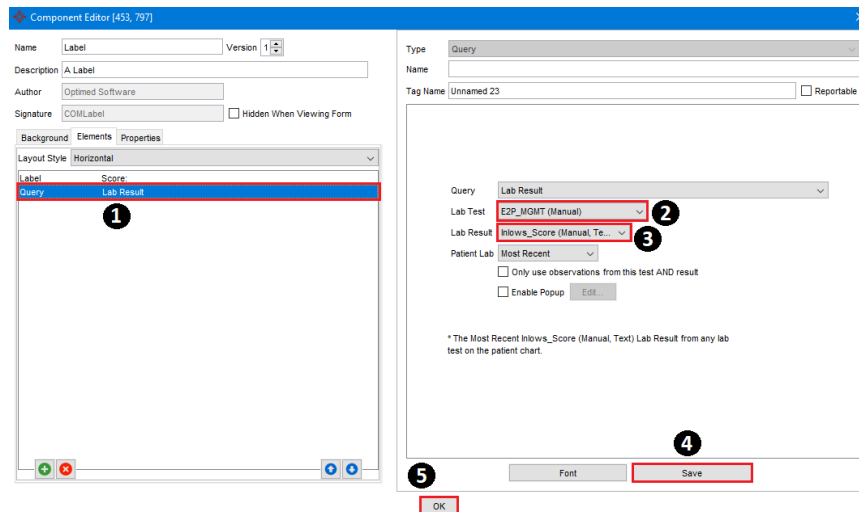 Component Editor [453, 797]
Name Label Version 1
Description A Label
Author Optimed Software
Signature COMLabel Hidden When Viewing Form
Background Elements Properties
Layout Style Horizontal
Label Score:
Query Lab Result
1
Type Query
Name
Tag Name Unnamed 23 Reportable
Query Lab Result
Lab Test E2P_MGMT (Manual) 2
Lab Result Inlows_Score (Manual, Te... 3
Patient Lab Most Recent
Only use observations from this test AND result
Enable Popup Edit...
* The Most Recent Inlows_Score (Manual, Text) Lab Result from any lab
test on the patient chart.
4
5 Font Save
OK